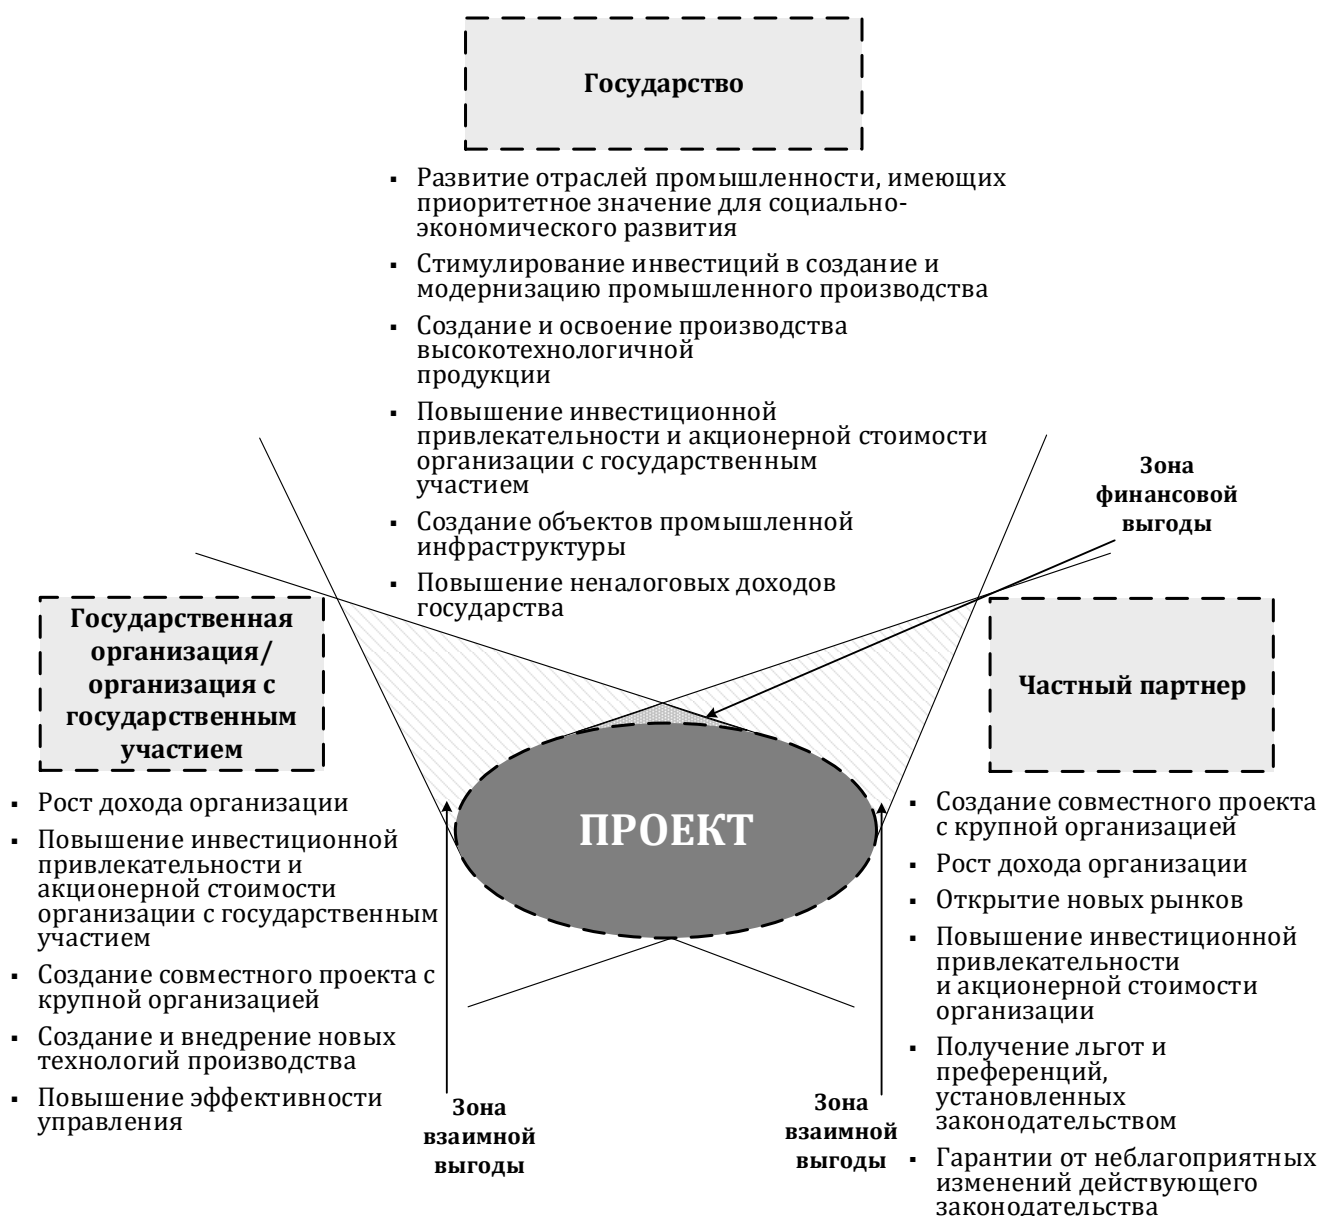 Государство
▪ Развитие отраслей промышленности, имеющих
приоритетное значение для социально-
экономического развития
▪ Стимулирование инвестиций в создание и
модернизацию промышленного производства
▪ Создание и освоение производства
высокотехнологичной
продукции
▪ Повышение инвестиционной
привлекательности и акционерной стоимости
организации с государственным
участием
▪ Создание объектов промышленной
инфраструктуры
▪ Повышение неналоговых доходов
государства
Зона
финансовой
выгоды
Государственная
организация/
организация с
государственным
участием
▪ Рост дохода организации
▪ Повышение инвестиционной
привлекательности и
акционерной стоимости
организации с государственным
участием
▪ Создание совместного проекта с
крупной организацией
▪ Создание и внедрение новых
технологий производства
▪ Повышение эффективности
управления
ПРОЕКТ
Зона
взаимной
выгоды
Зона
взаимной
выгоды
Частный партнер
▪ Создание совместного проекта
с крупной организацией
▪ Рост дохода организации
▪ Открытие новых рынков
▪ Повышение инвестиционной
привлекательности
и акционерной стоимости
организации
▪ Получение льгот и
преференций,
установленных
законодательством
▪ Гарантии от неблагоприятных
изменений действующего
законодательства